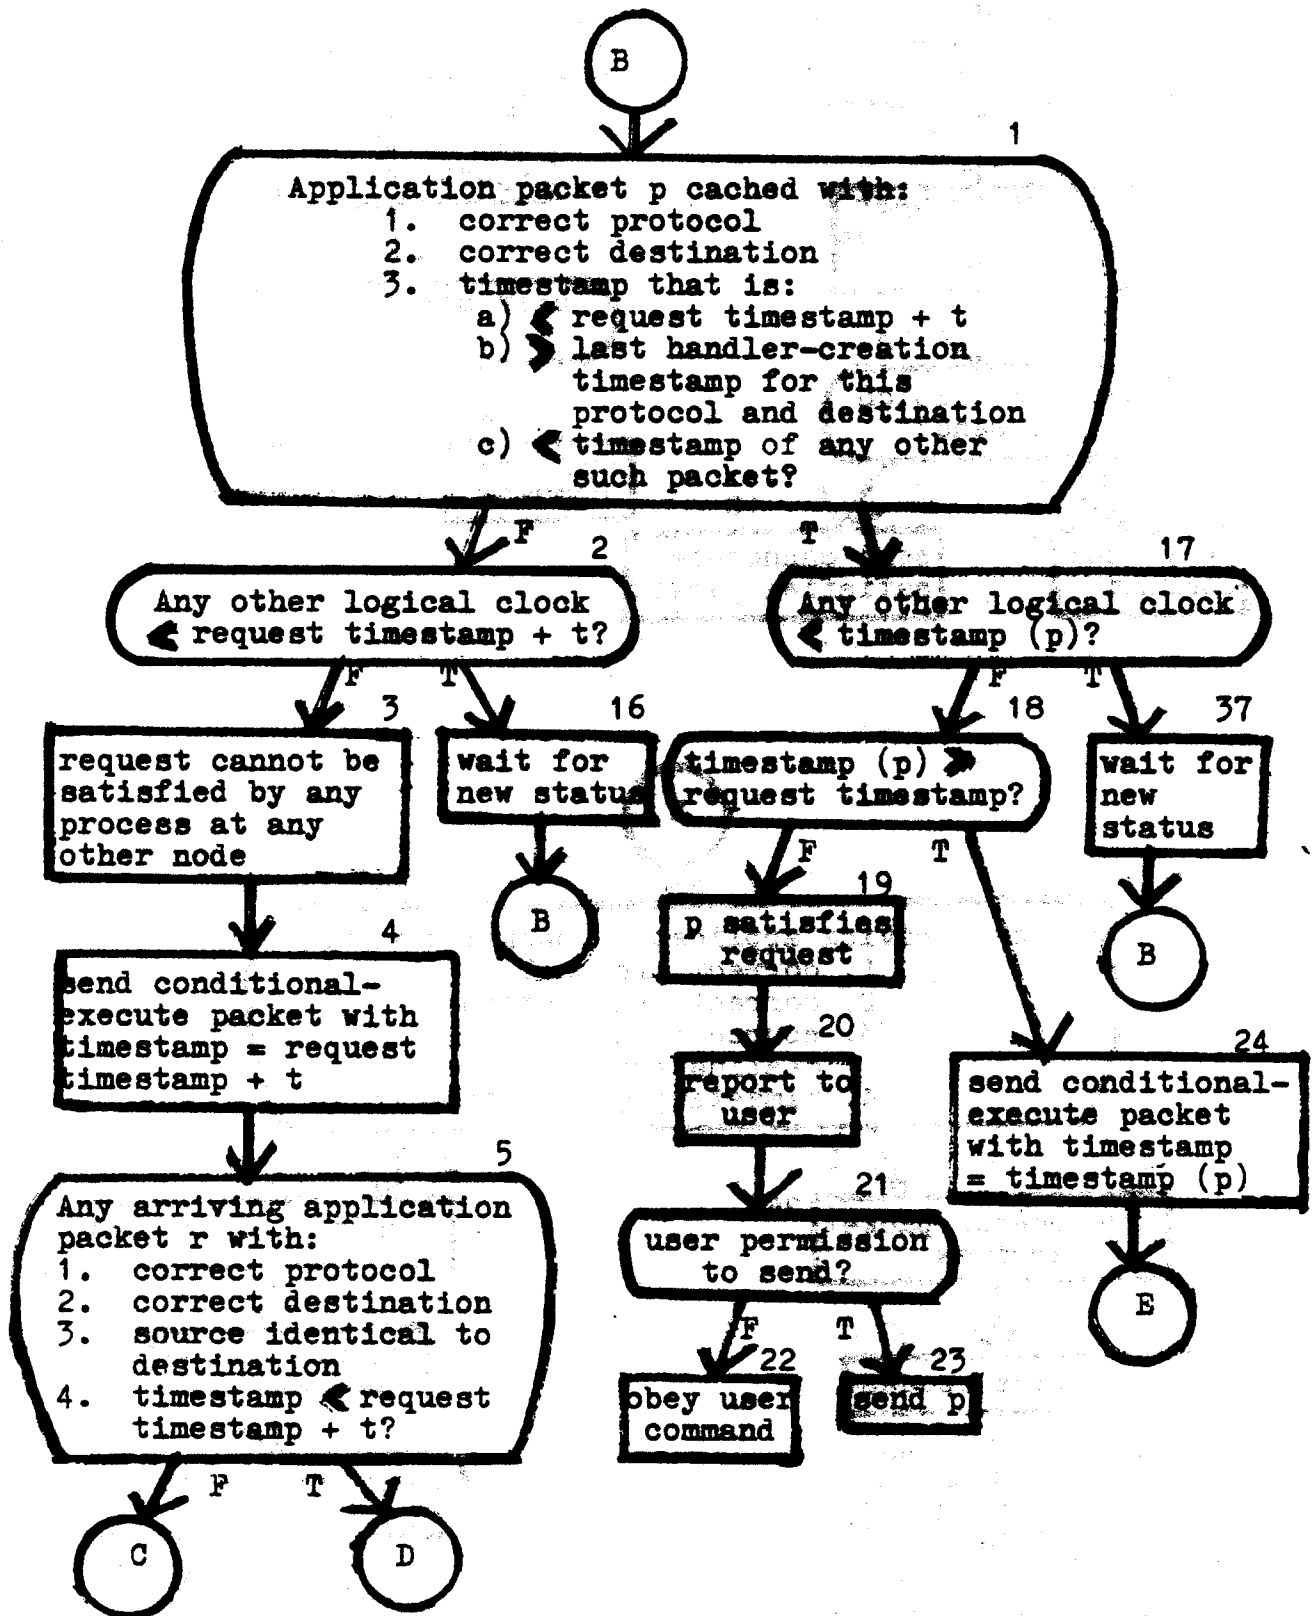 B
1
Application packet p cached with:
1. correct protocol
2. correct destination
3. timestamp that is:
a) < request timestamp + t
b) > last handler-creation
timestamp for this
protocol and destination
c) < timestamp of any other
such packet?
F
T
2
Any other logical clock
< request timestamp + t?
17
Any other logical clock
< timestamp (p)?
F
T
F
T
3
request cannot be
satisfied by any
process at any
other node
16
wait for
new status
18
timestamp (p) >
request timestamp?
37
wait for
new
status
B
F
T
B
4
send conditional-
execute packet with
timestamp = request
timestamp + t
19
p satisfies
request
20
report to
user
24
send conditional-
execute packet
with timestamp
= timestamp (p)
5
Any arriving application
packet r with:
1. correct protocol
2. correct destination
3. source identical to
destination
4. timestamp < request
timestamp + t?
21
user permission
to send?
E
F
T
22
obey user
command
23
send p
F
T
C
D